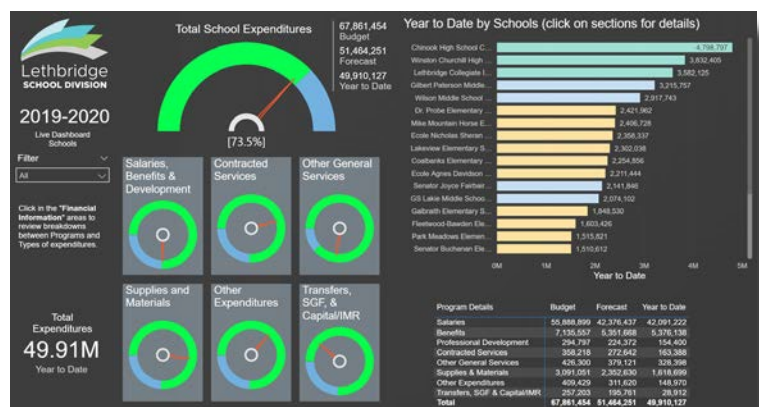 Lethbridge
SCHOOL DIVISION
2019-2020
Live Dashboard
Schools
Filter
All
Click in the "Financial
Information" areas to
review breakdowns
between Programs and
Types of expenditures.
Total
Expenditures
49.91M
Year to Date
Total School Expenditures
67,861,454
Budget
51,464,251
Forecast
49,910,127
Year to Date
[73.5%]
Salaries,
Benefits &
Development
Contracted
Services
Other General
Services
Supplies and
Materials
Other
Expenditures
Transfers,
SGF, &
Capital/IMR
Year to Date by Schools (click on sections for details)
Chinook High School C... 4,798,797
Winston Churchill High ... 3,832,405
Lethbridge Collegiate I... 3,582,125
Gilbert Paterson Middle... 3,215,757
Wilson Middle School ... 2,917,743
Dr. Probe Elementary ... 2,421,962
Mike Mountain Horse E... 2,406,728
Ecole Nicholas Sheran ... 2,358,337
Lakeview Elementary S... 2,302,038
Coalbanks Elementary ... 2,254,856
Ecole Agnes Davidson ... 2,211,444
Senator Joyce Fairbair... 2,141,846
GS Lakie Middle Schoo... 2,074,102
Galbraith Elementary S... 1,848,530
Fleetwood-Bawden Ele... 1,603,426
Park Meadows Elemen... 1,515,821
Senator Buchanan Ele... 1,510,612
0M 1M 2M 3M 4M 5M
Year to Date
Program Details Budget Forecast Year to Date
Salaries 55,888,899 42,376,437 42,091,222
Benefits 7,135,557 5,351,668 5,376,138
Professional Development 294,797 224,372 154,400
Contracted Services 358,218 272,642 163,388
Other General Services 426,300 379,121 328,398
Supplies & Materials 3,091,051 2,352,630 1,618,699
Other Expenditures 409,429 311,620 148,970
Transfers, SGF & Capital/IMR 257,203 195,761 28,912
Total 67,861,454 51,464,251 49,910,127